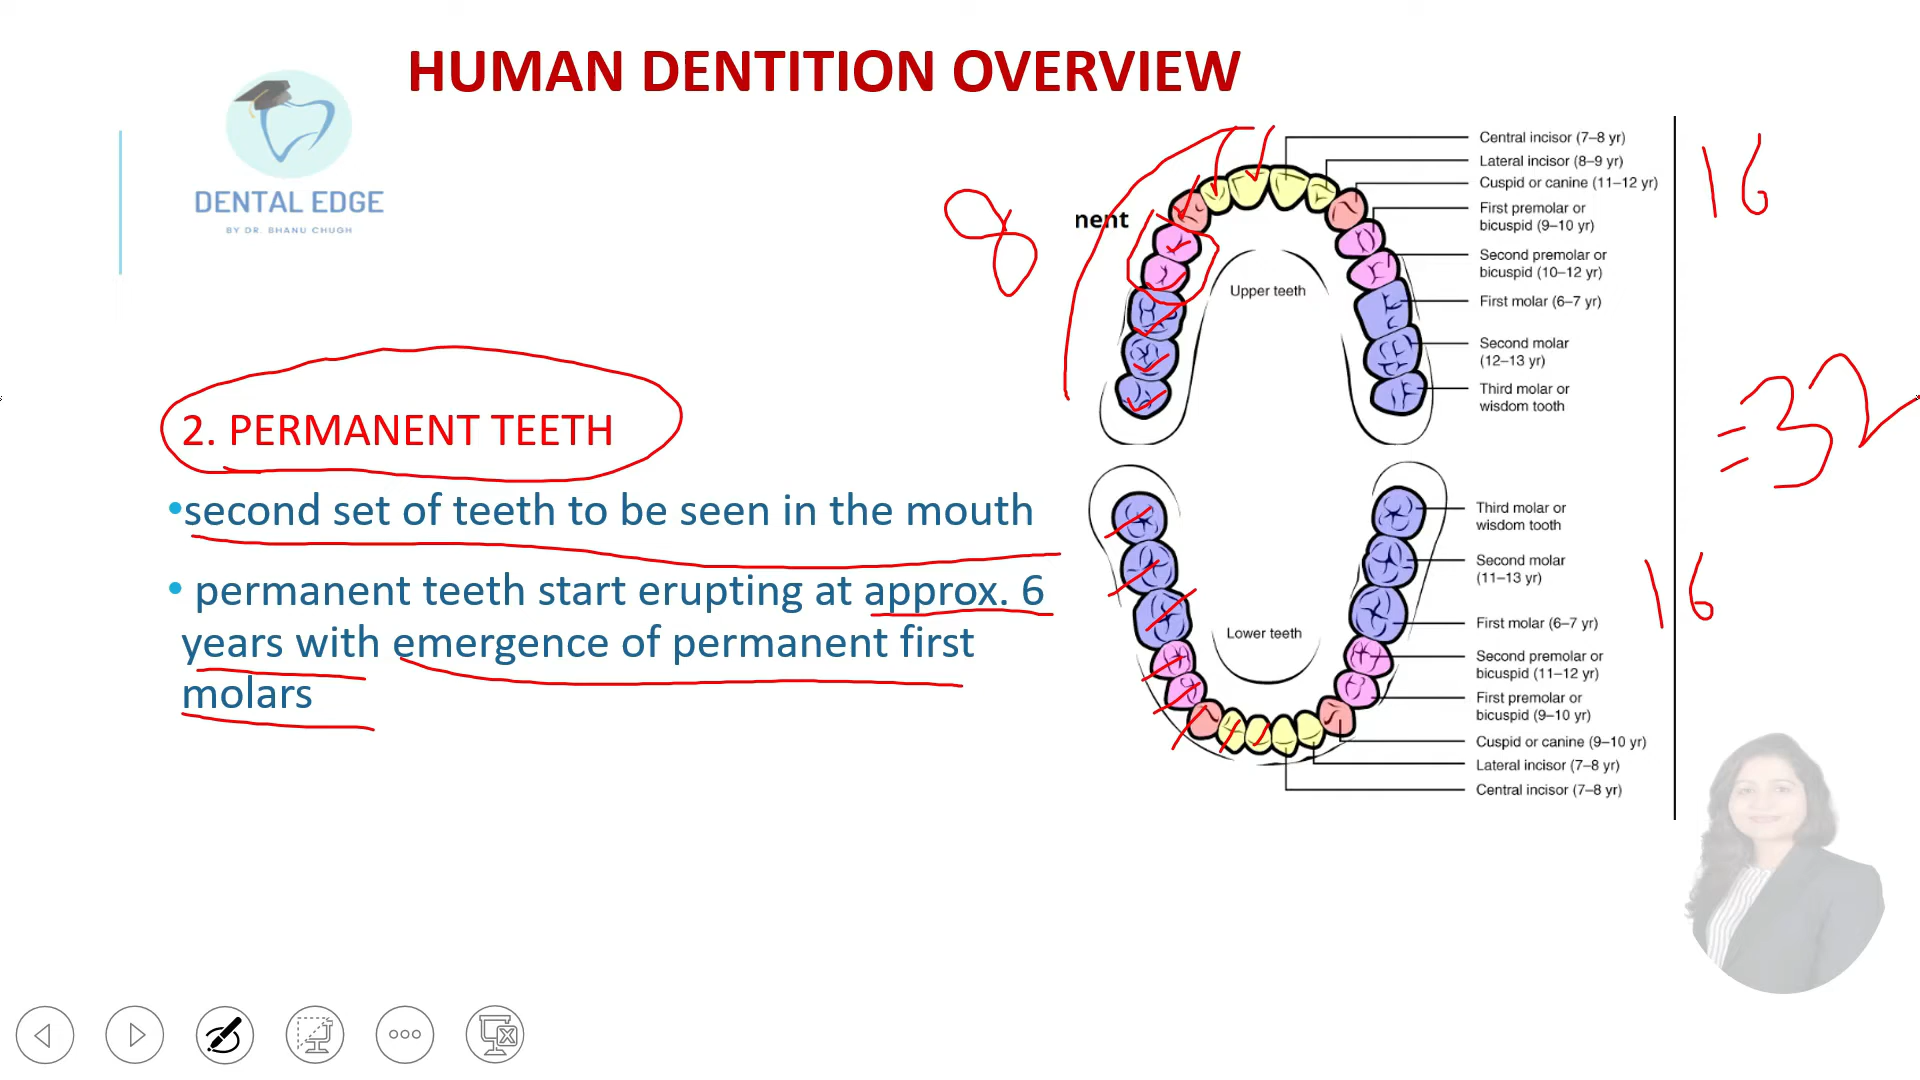 HUMAN DENTITION OVERVIEW
DENTAL EDGE
BY DR. BHANU CHUGH
nent
8
2. PERMANENT TEETH
•second set of teeth to be seen in the mouth
• permanent teeth start erupting at approx. 6
years with emergence of permanent first
molars
Central incisor (7–8 yr)
Lateral incisor (8–9 yr)
Cuspid or canine (11–12 yr)
First premolar or
bicuspid (9–10 yr)
Second premolar or
bicuspid (10–12 yr)
First molar (6–7 yr)
Second molar
(12–13 yr)
Third molar or
wisdom tooth
Upper teeth
Third molar or
wisdom tooth
Second molar
(11–13 yr)
First molar (6–7 yr)
Second premolar or
bicuspid (11–12 yr)
First premolar or
bicuspid (9–10 yr)
Cuspid or canine (9–10 yr)
Lateral incisor (7–8 yr)
Central incisor (7–8 yr)
Lower teeth
16
=32
16